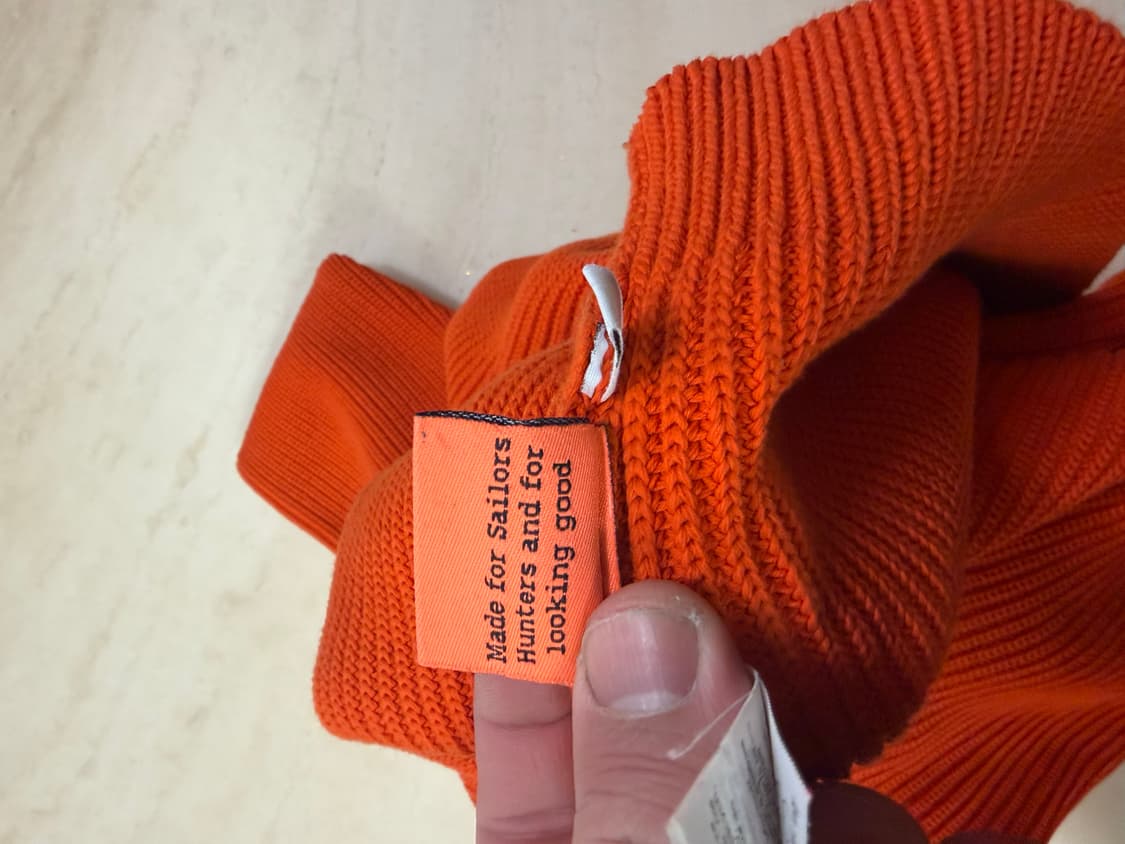 Made for Sailors
Hunters and for
looking good